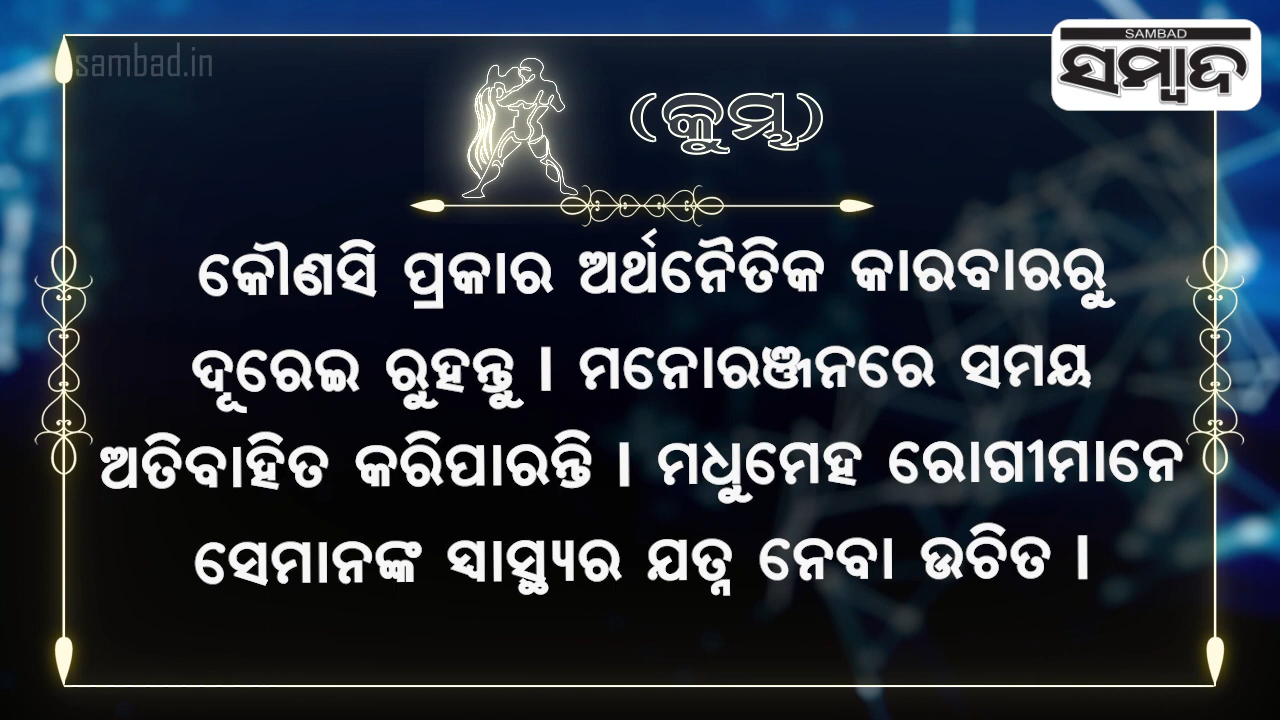 sambad.in
SAMBAD
ସମ୍ବାଦ
(କୁମ୍ଭ)
କୌଣସି ପ୍ରକାର ଅର୍ଥନୈତିକ କାରବାରରୁ
ଦୂରେଇ ରୁହନ୍ତୁ । ମନୋରଞ୍ଜନରେ ସମୟ
ଅତିବାହିତ କରିପାରନ୍ତି । ମଧୁମେହ ରୋଗୀମାନେ
ସେମାନଙ୍କ ସ୍ୱାସ୍ଥ୍ୟର ଯତ୍ନ ନେବା ଉଚିତ ।